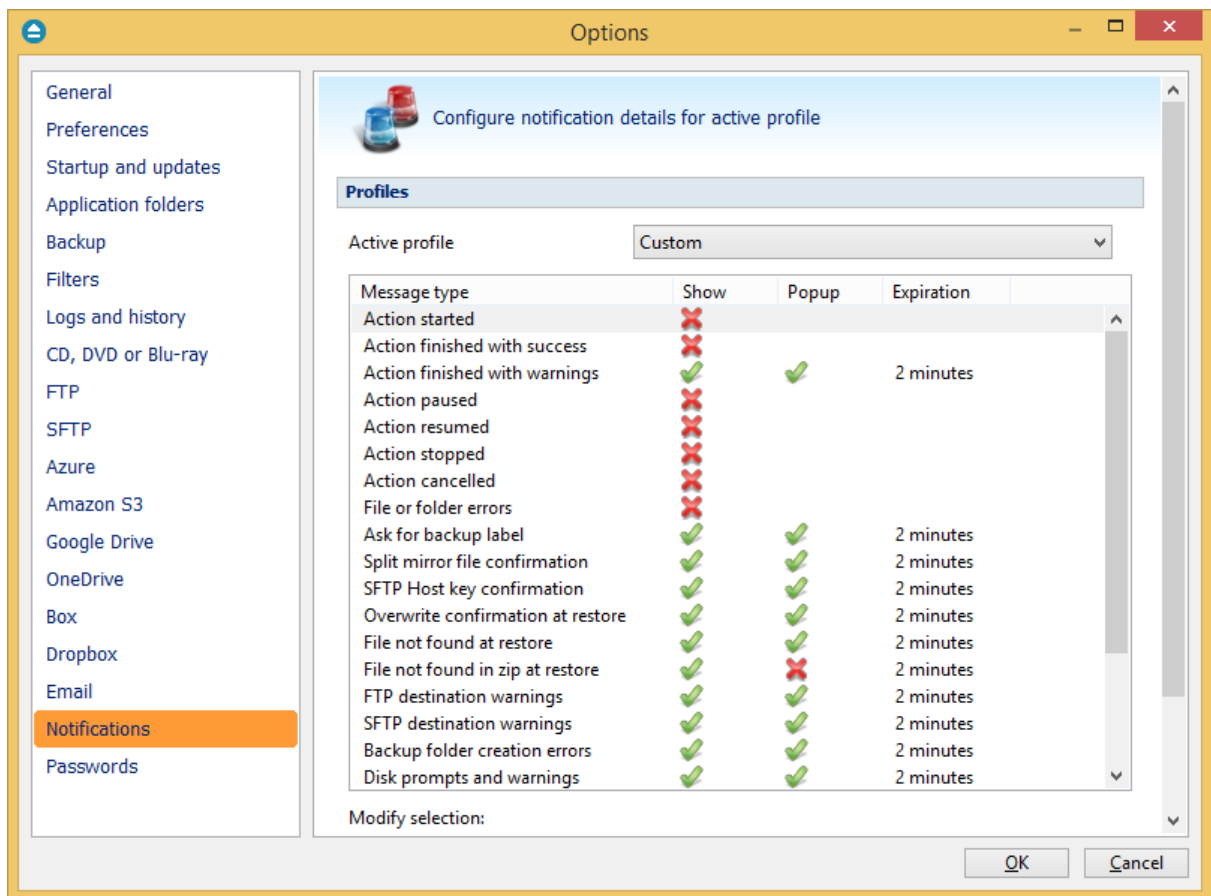 Options
General
Preferences
Startup and updates
Application folders
Backup
Filters
Logs and history
CD, DVD or Blu-ray
FTP
SFTP
Azure
Amazon S3
Google Drive
OneDrive
Box
Dropbox
Email
Notifications
Passwords
Configure notification details for active profile
Profiles
Active profile Custom
Message type Show Popup Expiration
Action started
Action finished with success
Action finished with warnings 2 minutes
Action paused
Action resumed
Action stopped
Action cancelled
File or folder errors
Ask for backup label 2 minutes
Split mirror file confirmation 2 minutes
SFTP Host key confirmation 2 minutes
Overwrite confirmation at restore 2 minutes
File not found at restore 2 minutes
File not found in zip at restore 2 minutes
FTP destination warnings 2 minutes
SFTP destination warnings 2 minutes
Backup folder creation errors 2 minutes
Disk prompts and warnings 2 minutes
Modify selection:
OK Cancel